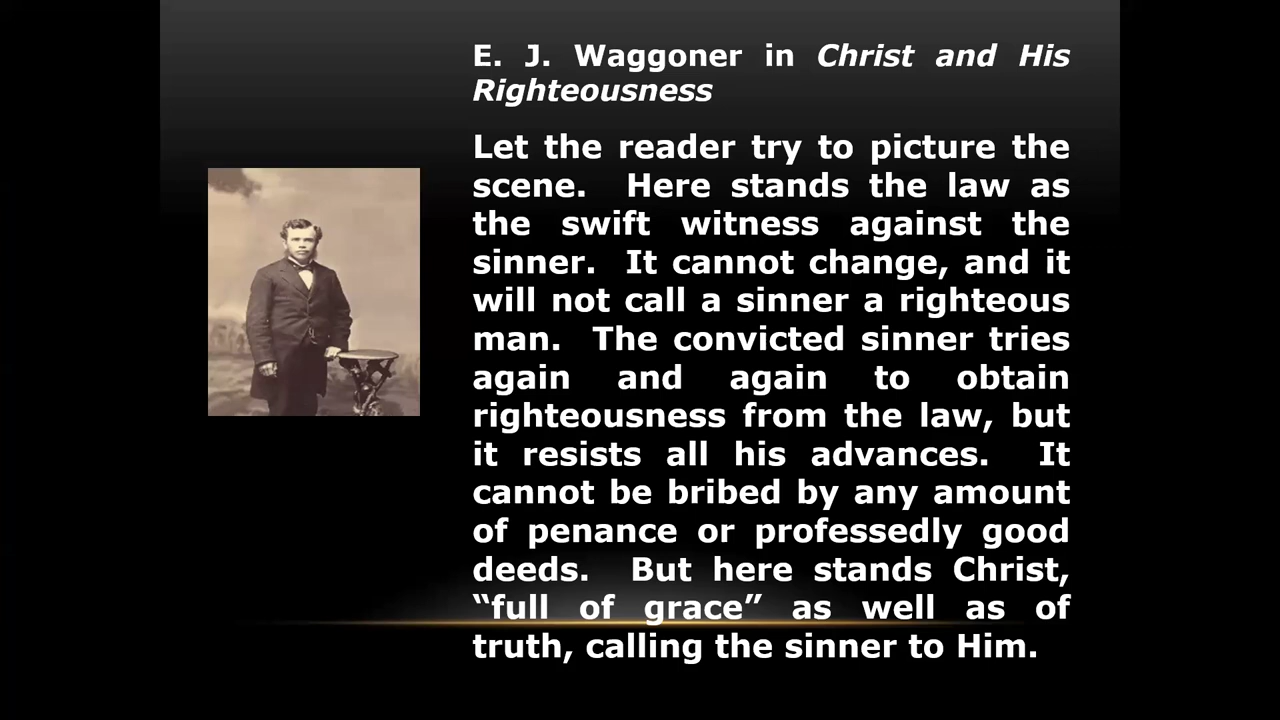 E. J. Waggoner in Christ and His
Righteousness
Let the reader try to picture the
scene. Here stands the law as
the swift witness against the
sinner. It cannot change, and it
will not call a sinner a righteous
man. The convicted sinner tries
again and again to obtain
righteousness from the law, but
it resists all his advances. It
cannot be bribed by any amount
of penance or professedly good
deeds. But here stands Christ,
“full of grace” as well as of
truth, calling the sinner to Him.